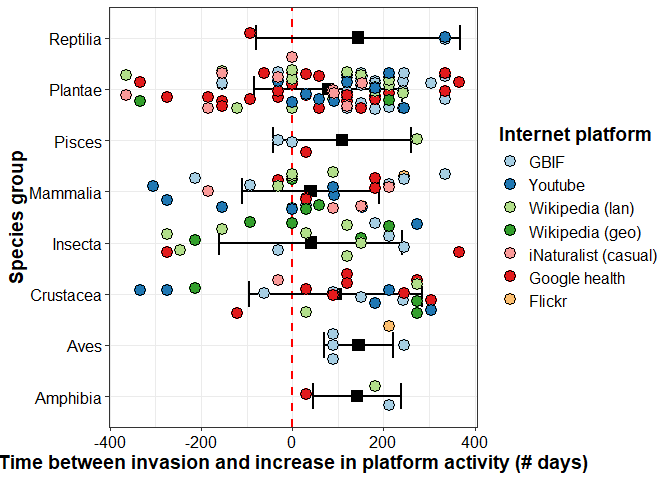 Species group
Reptilia
Plantae
Pisces
Mammalia
Insecta
Crustacea
Aves
Amphibia
-400
-200
0
200
400
Time between invasion and increase in platform activity (# days)
Internet platform
GBIF
Youtube
Wikipedia (lan)
Wikipedia (geo)
iNaturalist (casual)
Google health
Flickr